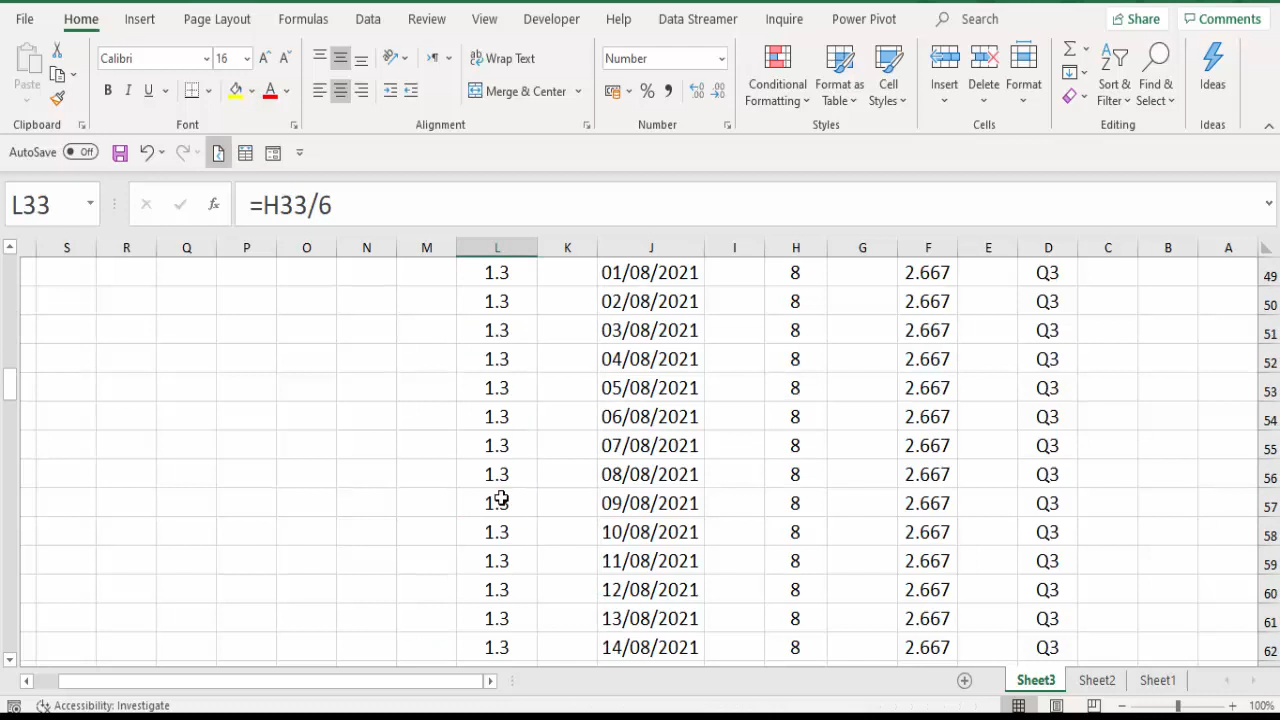 File Home Insert Page Layout Formulas Data Review View Developer Help Data Streamer Inquire Power Pivot Search Share Comments
Paste Calibri 16 Wrap Text Number Conditional Formatting Format as Table Cell Styles Insert Delete Format Sort & Filter Find & Select Ideas
B I U A Merge & Center % 9
Clipboard Font Alignment Number Styles Cells Editing Ideas
AutoSave Off
L33 fx =H33/6
S R Q P O N M L K J I H G F E D C B A
1.3 01/08/2021 8 2.667 Q3 49
1.3 02/08/2021 8 2.667 Q3 50
1.3 03/08/2021 8 2.667 Q3 51
1.3 04/08/2021 8 2.667 Q3 52
1.3 05/08/2021 8 2.667 Q3 53
1.3 06/08/2021 8 2.667 Q3 54
1.3 07/08/2021 8 2.667 Q3 55
1.3 08/08/2021 8 2.667 Q3 56
1.3 09/08/2021 8 2.667 Q3 57
1.3 10/08/2021 8 2.667 Q3 58
1.3 11/08/2021 8 2.667 Q3 59
1.3 12/08/2021 8 2.667 Q3 60
1.3 13/08/2021 8 2.667 Q3 61
1.3 14/08/2021 8 2.667 Q3 62
Sheet3 Sheet2 Sheet1
Accessibility: Investigate 100%